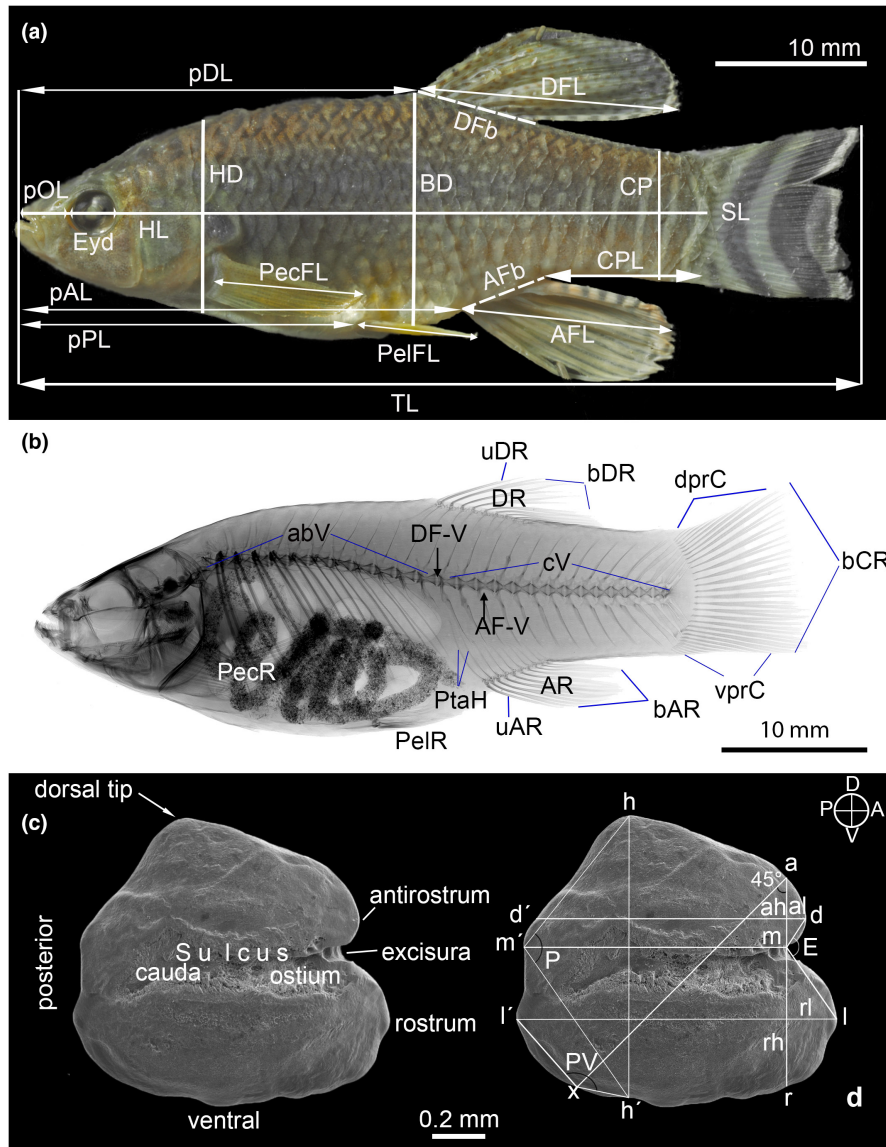 (a)
10 mm
pDL
DFL
DFb
HD
BD
CP
pOL
SL
Eyd
HL
PecFL
AFb
CPL
pAL
pPL
PelFL
AFL
TL
(b)
uDR
bDR
DR
dprC
abV
DF-V
cV
bCR
AF-V
PecR
PtaH
AR
vprC
uAR
bAR
PelR
10 mm
dorsal tip
(c)
h
D
P A
V
a
45°
antirostrum
d´
ah al d
posterior
Sulcus
excisura
m´
m
E
P
cauda
ostium
rostrum
l´
rl
l
rh
PV
x
h´
r
d
ventral
0.2 mm